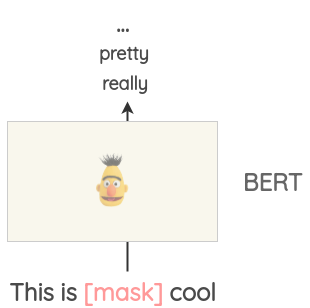 ...
pretty
really
BERT
This is [mask] cool